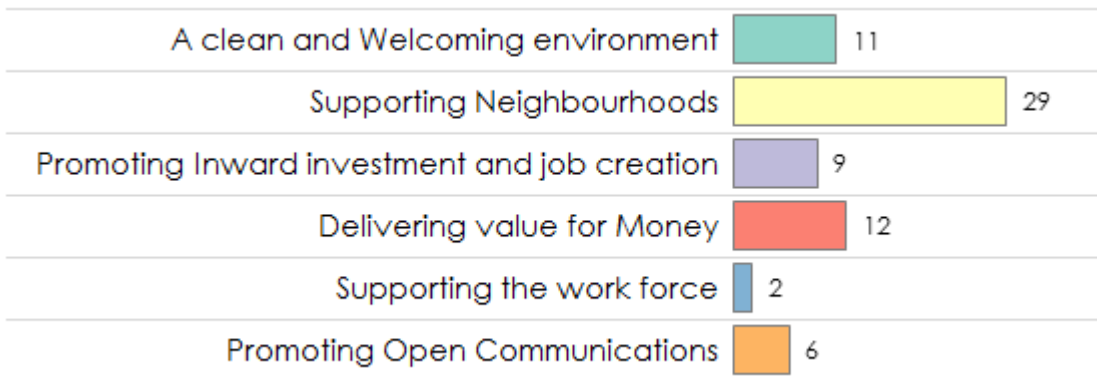 A clean and Welcoming environment 11
Supporting Neighbourhoods 29
Promoting Inward investment and job creation 9
Delivering value for Money 12
Supporting the work force 2
Promoting Open Communications 6